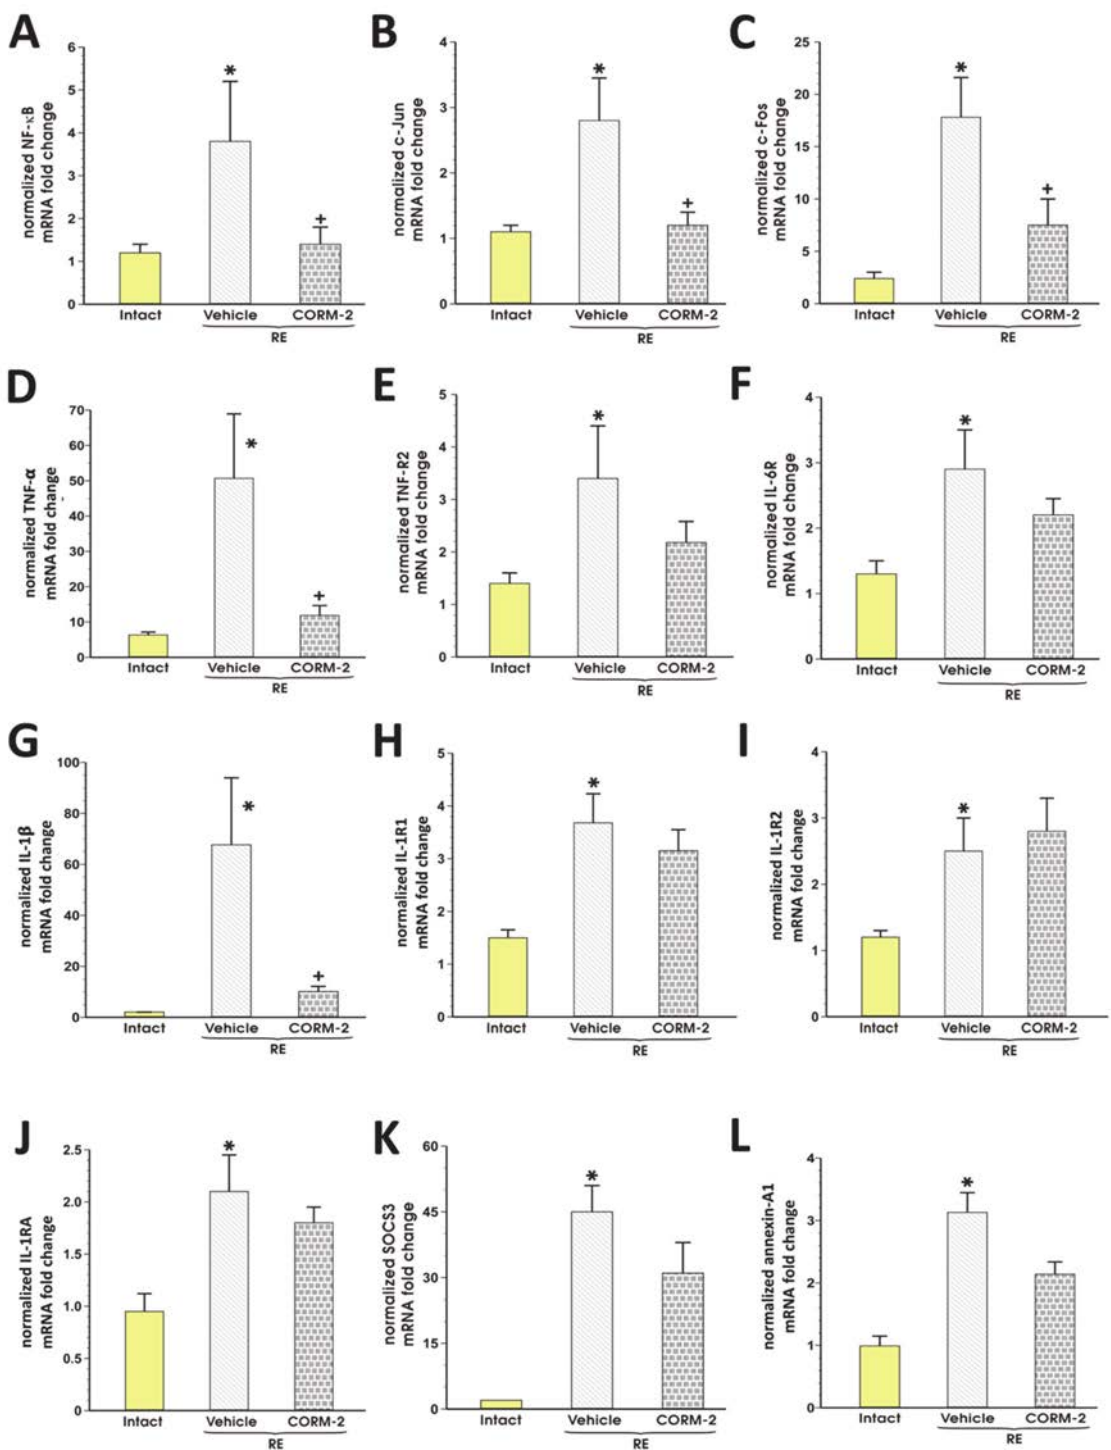 A
normalized NF-κB
mRNA fold change
6
5
4
3
2
1
0
*
+
Intact
Vehicle
CORM-2
RE
B
normalized c-Jun
mRNA fold change
4
3
2
1
0
*
+
Intact
Vehicle
CORM-2
RE
C
normalized c-Fos
mRNA fold change
25
20
15
10
5
0
*
+
Intact
Vehicle
CORM-2
RE
D
normalized TNF-α
mRNA fold change
70
60
50
40
30
20
10
0
*
+
Intact
Vehicle
CORM-2
RE
E
normalized TNF-R2
mRNA fold change
5
4
3
2
1
0
*
Intact
Vehicle
CORM-2
RE
F
normalized IL-6R
mRNA fold change
4
3
2
1
0
*
Intact
Vehicle
CORM-2
RE
G
normalized IL-1β
mRNA fold change
100
80
60
40
20
0
*
+
Intact
Vehicle
CORM-2
RE
H
normalized IL-1R1
mRNA fold change
5
4
3
2
1
0
*
Intact
Vehicle
CORM-2
RE
I
normalized IL-1R2
mRNA fold change
4
3
2
1
0
*
Intact
Vehicle
CORM-2
RE
J
normalized IL-1RA
mRNA fold change
2.5
2.0
1.5
1.0
0.5
0
*
Intact
Vehicle
CORM-2
RE
K
normalized SOCS3
mRNA fold change
60
45
30
15
0
*
Intact
Vehicle
CORM-2
RE
L
normalized annexin-A1
mRNA fold change
4
3
2
1
0
*
Intact
Vehicle
CORM-2
RE